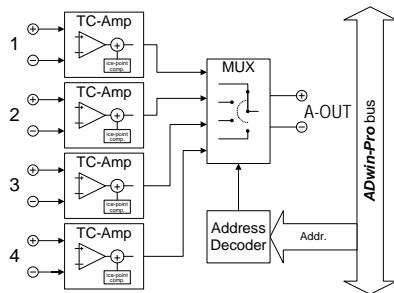 TC-Amp
1
ice-point
comp.
MUX
TC-Amp
2
ice-point
comp.
A-OUT
TC-Amp
3
ice-point
comp.
TC-Amp
4
ice-point
comp.
Address
Decoder
Addr.
ADwin-Pro bus